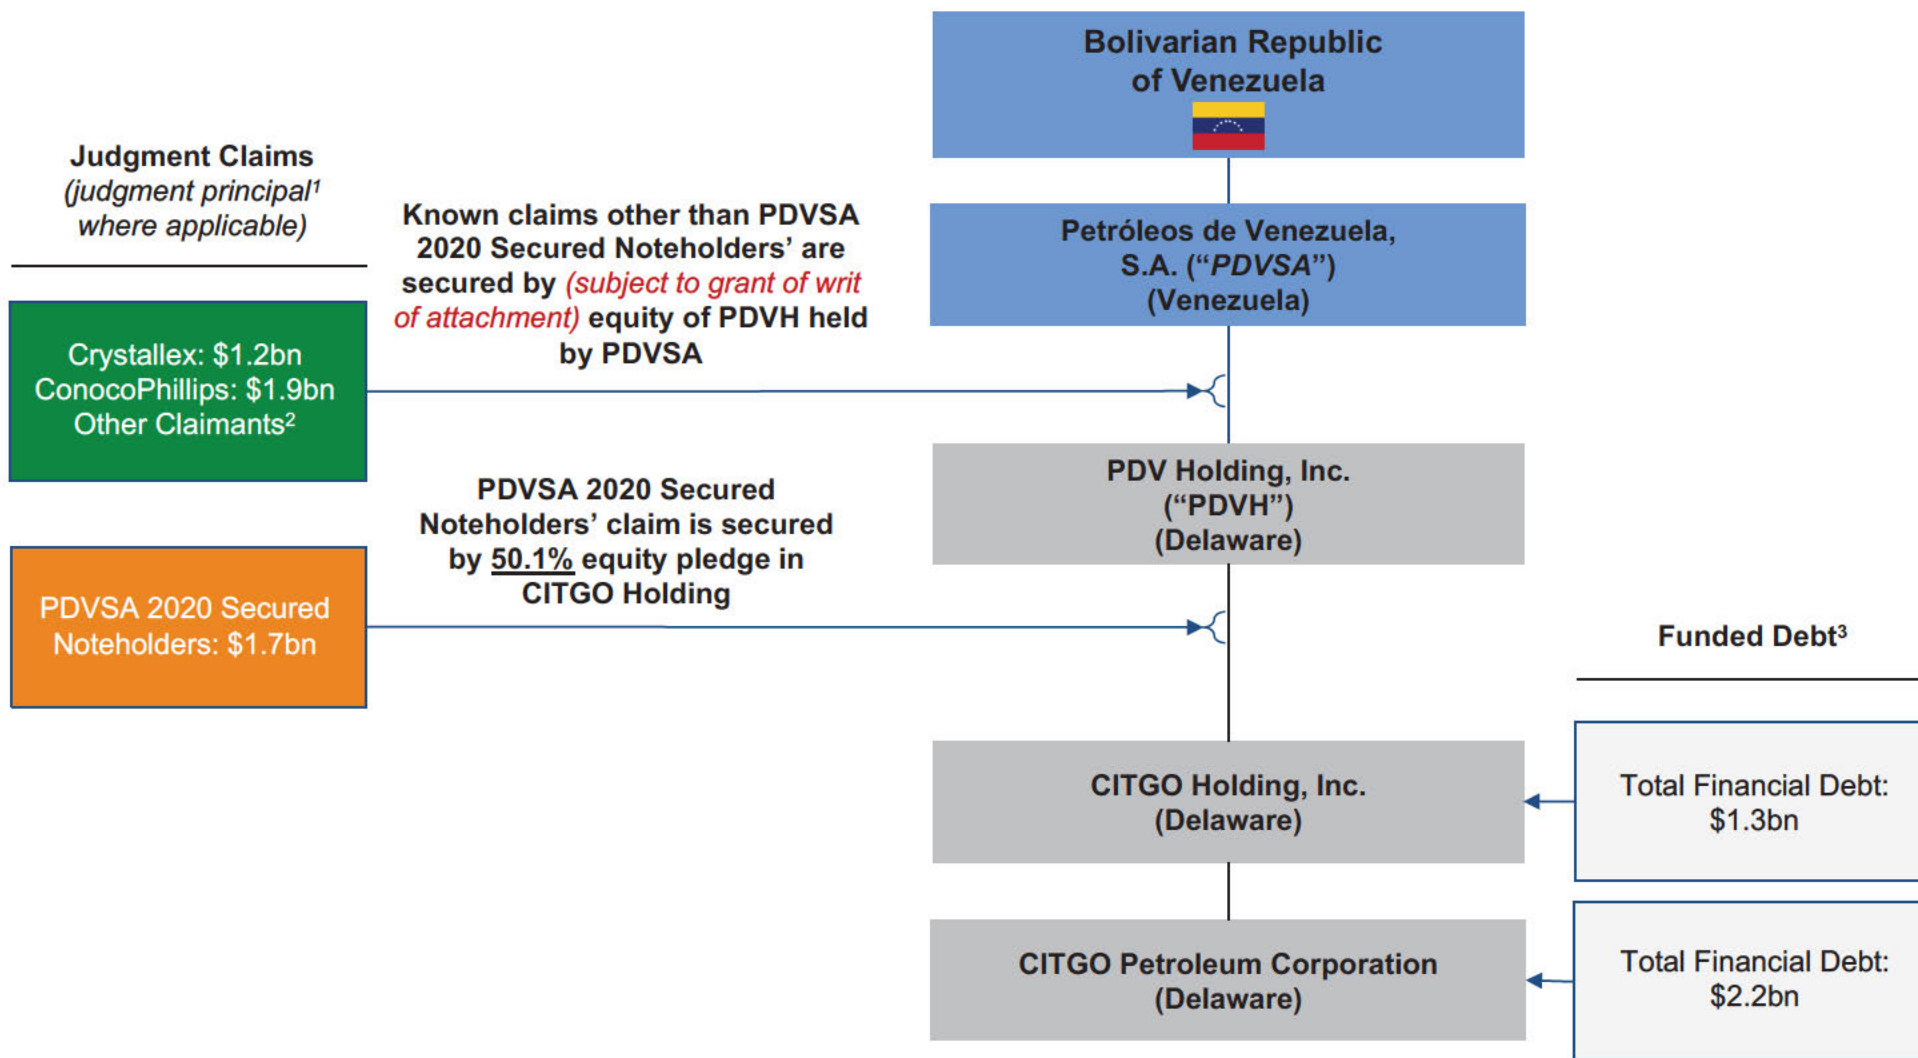 Bolivarian Republic
of Venezuela
Judgment Claims
(judgment principal¹
where applicable)
Known claims other than PDVSA
2020 Secured Noteholders’ are
secured by (subject to grant of writ
of attachment) equity of PDVH held
by PDVSA
Petróleos de Venezuela,
S.A. (“PDVSA”)
(Venezuela)
Crystallex: $1.2bn
ConocoPhillips: $1.9bn
Other Claimants²
PDV Holding, Inc.
(“PDVH”)
(Delaware)
PDVSA 2020 Secured
Noteholders’ claim is secured
by 50.1% equity pledge in
CITGO Holding
PDVSA 2020 Secured
Noteholders: $1.7bn
Funded Debt³
CITGO Holding, Inc.
(Delaware)
Total Financial Debt:
$1.3bn
CITGO Petroleum Corporation
(Delaware)
Total Financial Debt:
$2.2bn